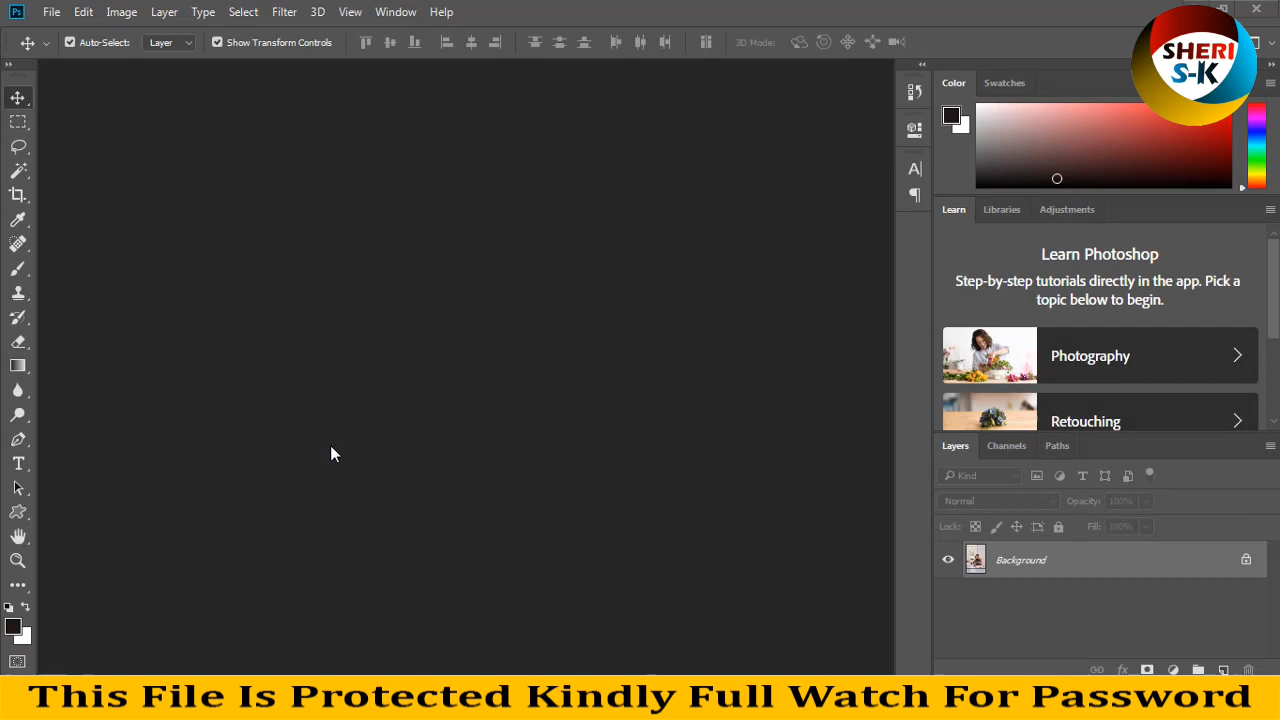 Ps File Edit Image Layer Type Select Filter 3D View Window Help
Auto-Select: Layer Show Transform Controls 3D Mode:
SHERI
S-K
Color Swatches
Learn Libraries Adjustments
Learn Photoshop
Step-by-step tutorials directly in the app. Pick a
topic below to begin.
Photography
Retouching
Layers Channels Paths
Kind
Normal Opacity: 100%
Lock: Fill: 100%
Background
This File Is Protected Kindly Full Watch For Password